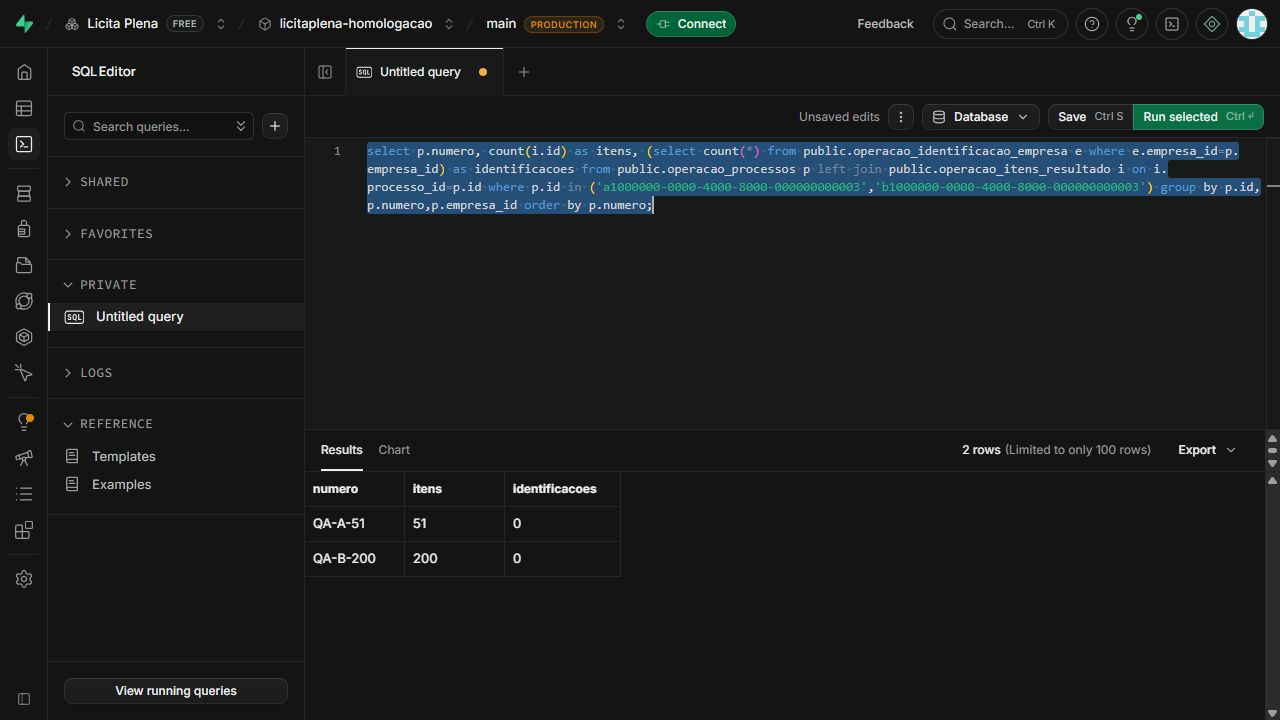 Licita Plena FREE
licitaplena-homologacao
main PRODUCTION
Connect
Feedback
Search... Ctrl K
SQL Editor
SQL Untitled query
Search queries...
Unsaved edits
Database
Save Ctrl S
Run selected Ctrl ↵
1
select p.numero, count(i.id) as itens, (select count(*) from public.operacao_identificacao_empresa e where e.empresa_id=p.
empresa_id) as identificacoes from public.operacao_processos p left join public.operacao_itens_resultado i on i.
processo_id=p.id where p.id in ('a1000000-0000-4000-8000-000000000003','b1000000-0000-4000-8000-000000000003') group by p.id,
p.numero,p.empresa_id order by p.numero;
SHARED
FAVORITES
PRIVATE
SQL Untitled query
LOGS
REFERENCE
Templates
Examples
View running queries
Results Chart
2 rows (Limited to only 100 rows)
Export
numero itens identificacoes
QA-A-51 51 0
QA-B-200 200 0